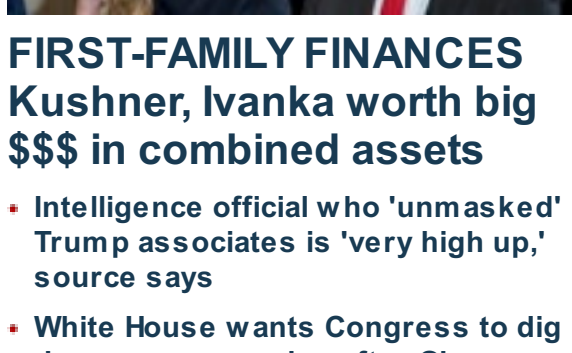 FIRST-FAMILY FINANCES
Kushner, Ivanka worth big
$$$ in combined assets
Intelligence official who 'unmasked'
Trump associates is 'very high up,'
source says
White House wants Congress to dig